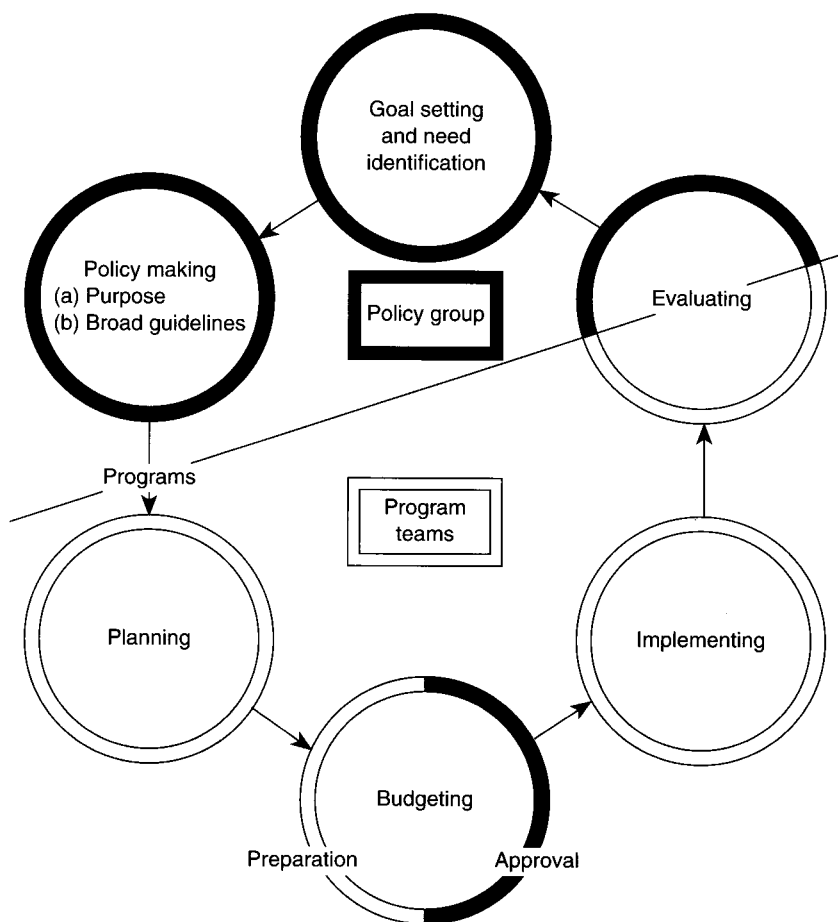 Goal setting
and need
identification
Policy making
(a) Purpose
(b) Broad guidelines
Policy group
Evaluating
Programs
Program
teams
Planning
Implementing
Budgeting
Preparation
Approval